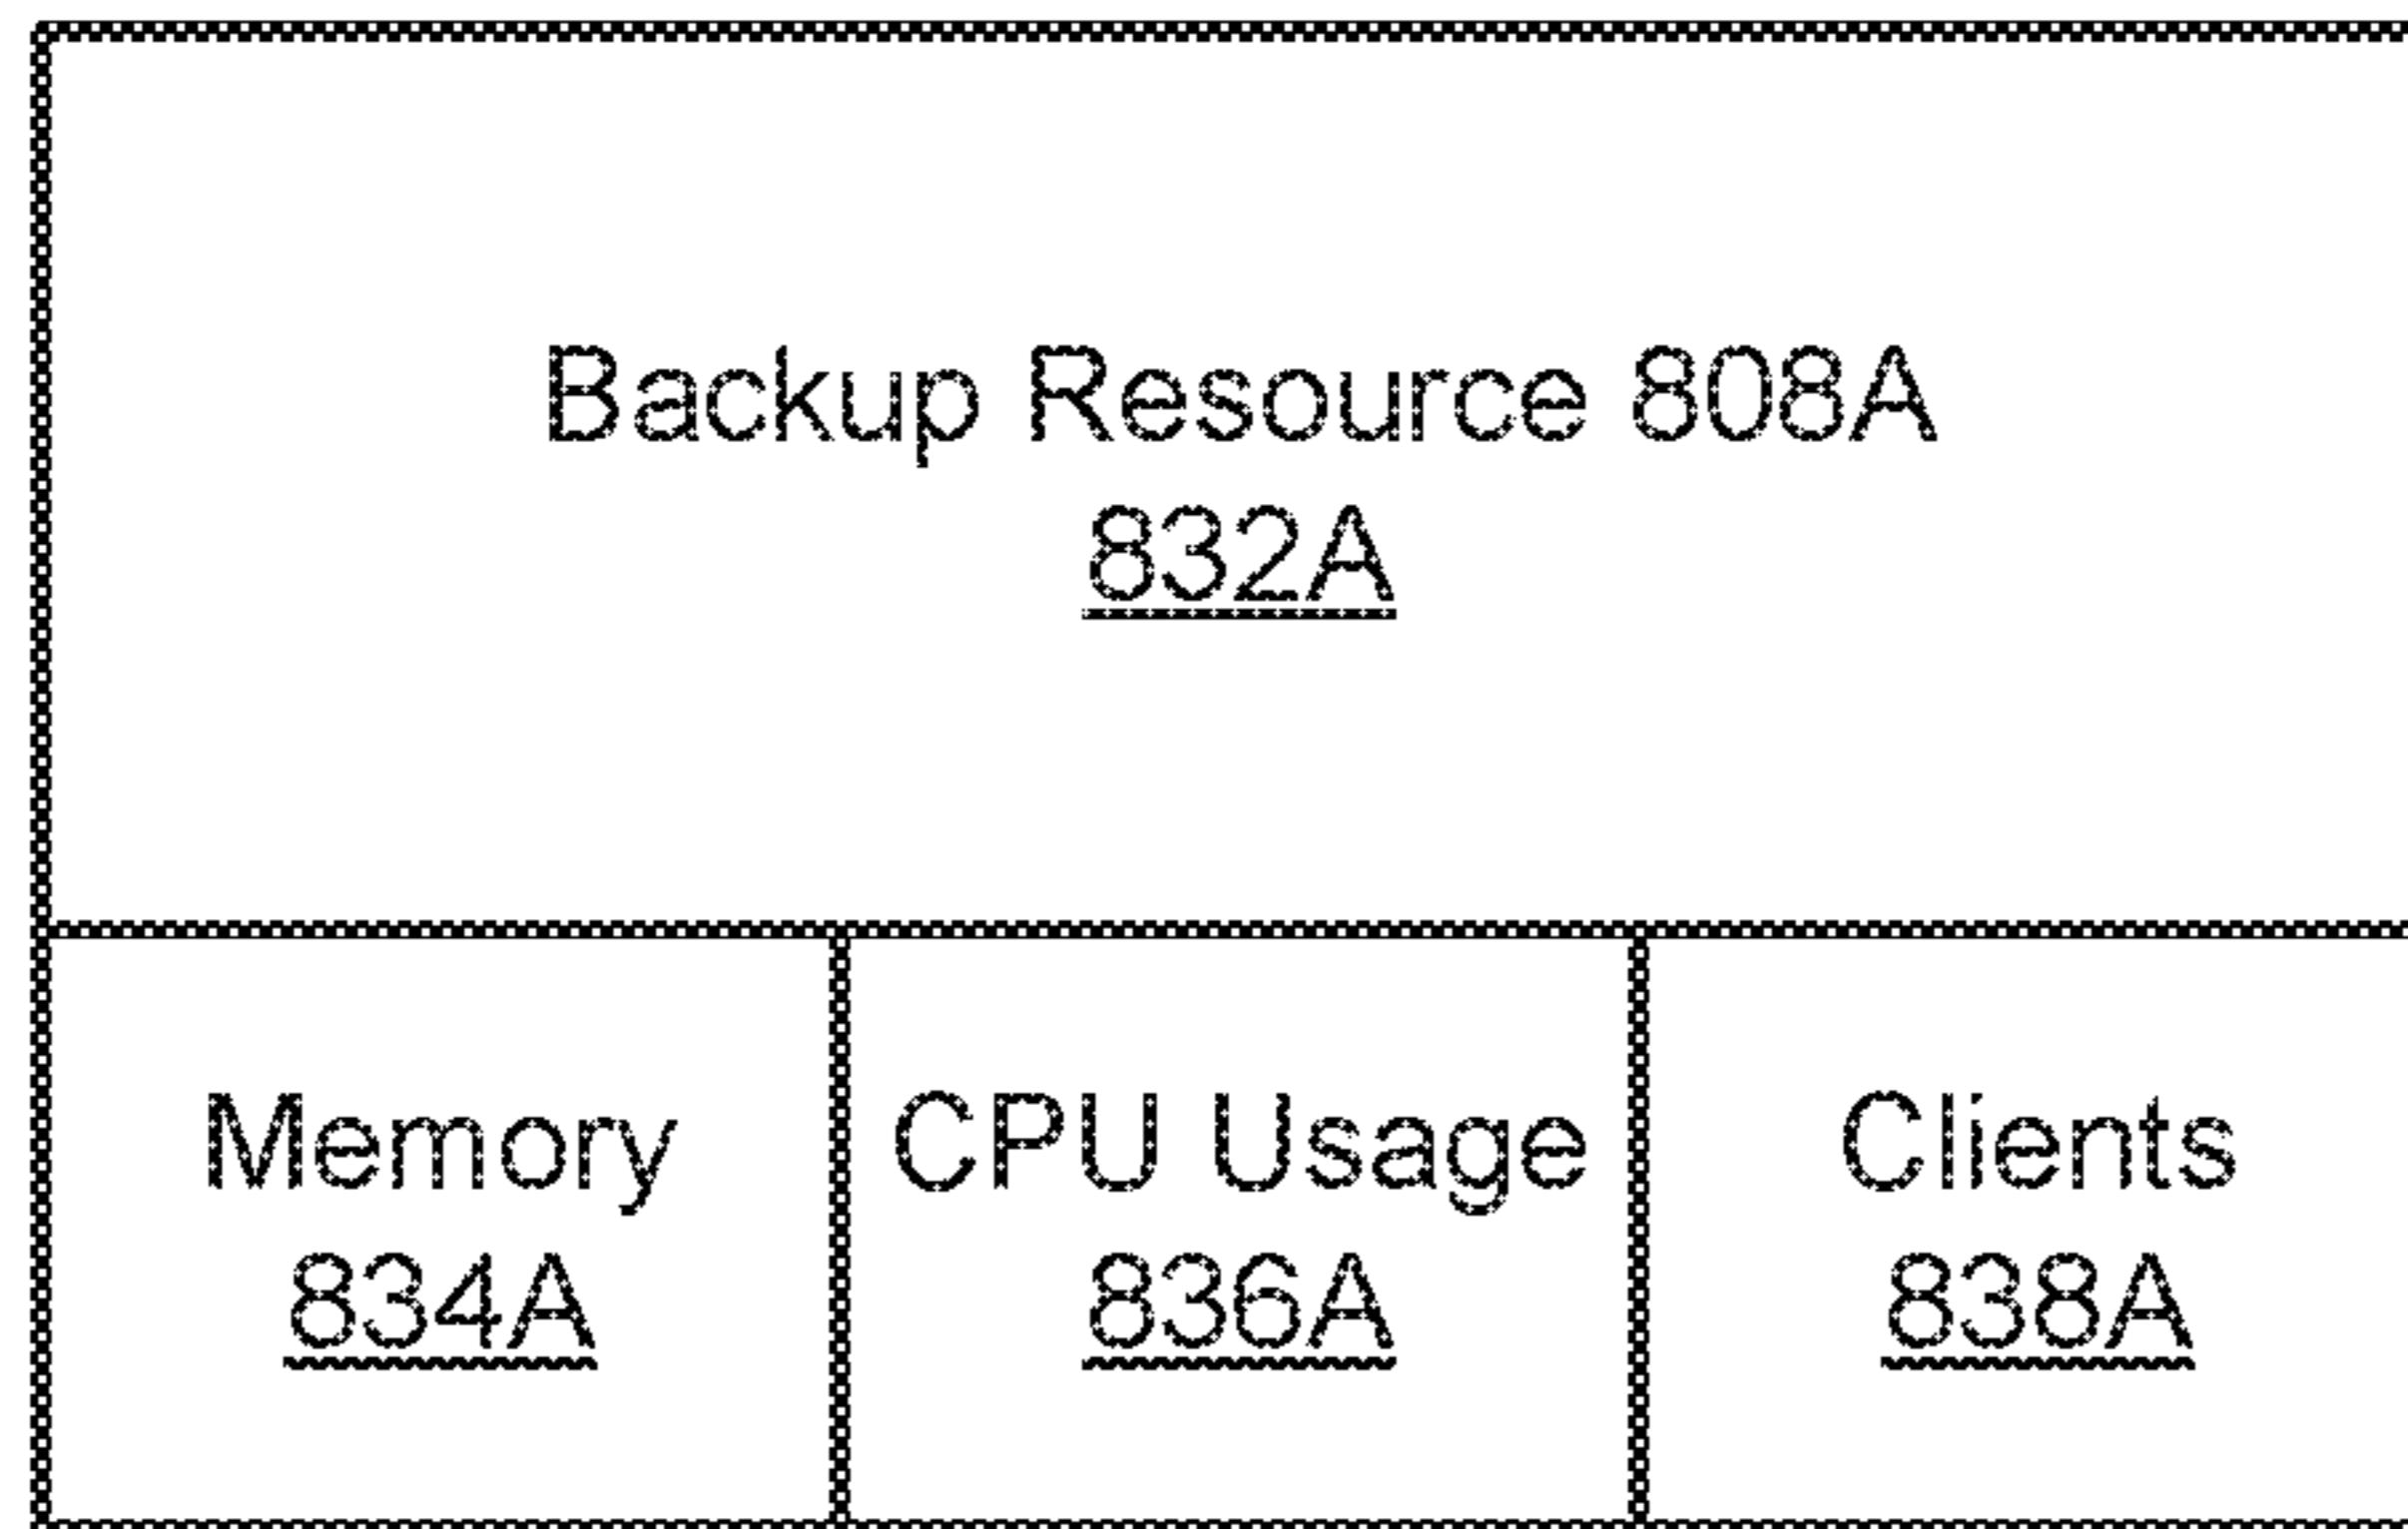 Backup Resource 808A
832A
Memory
834A
CPU Usage
836A
Clients
838A